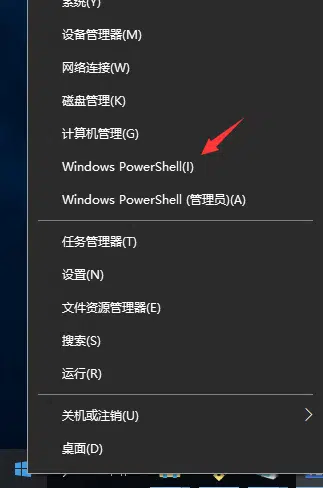 系统(Y)
设备管理器(M)
网络连接(W)
磁盘管理(K)
计算机管理(G)
Windows PowerShell(I)
Windows PowerShell (管理员)(A)
任务管理器(T)
设置(N)
文件资源管理器(E)
搜索(S)
运行(R)
关机或注销(U)
桌面(D)